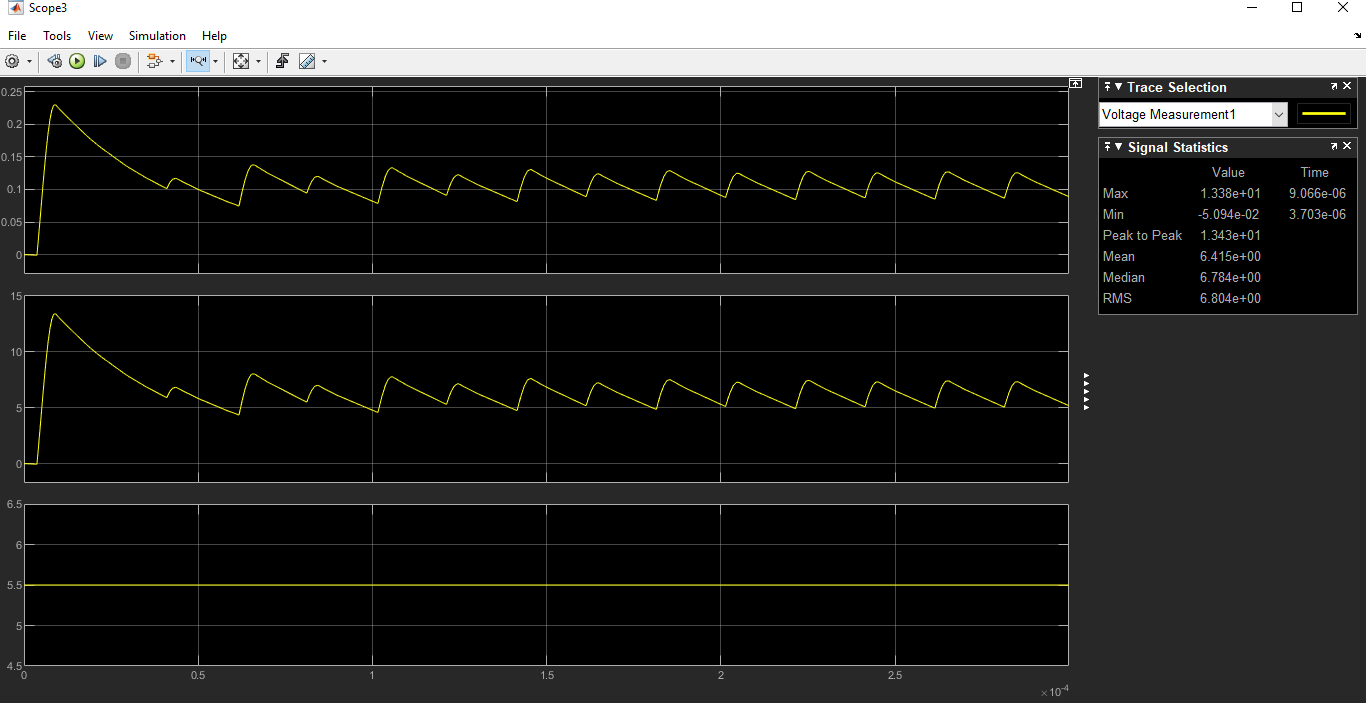 Scope3
File Tools View Simulation Help
0.25
0.2
0.15
0.1
0.05
0
15
10
5
0
6.5
6
5.5
5
4.5
0 0.5 1 1.5 2 2.5
×10⁻⁴
Trace Selection
Voltage Measurement1
Signal Statistics
Value Time
Max 1.338e+01 9.066e-06
Min -5.094e-02 3.703e-06
Peak to Peak 1.343e+01
Mean 6.415e+00
Median 6.784e+00
RMS 6.804e+00